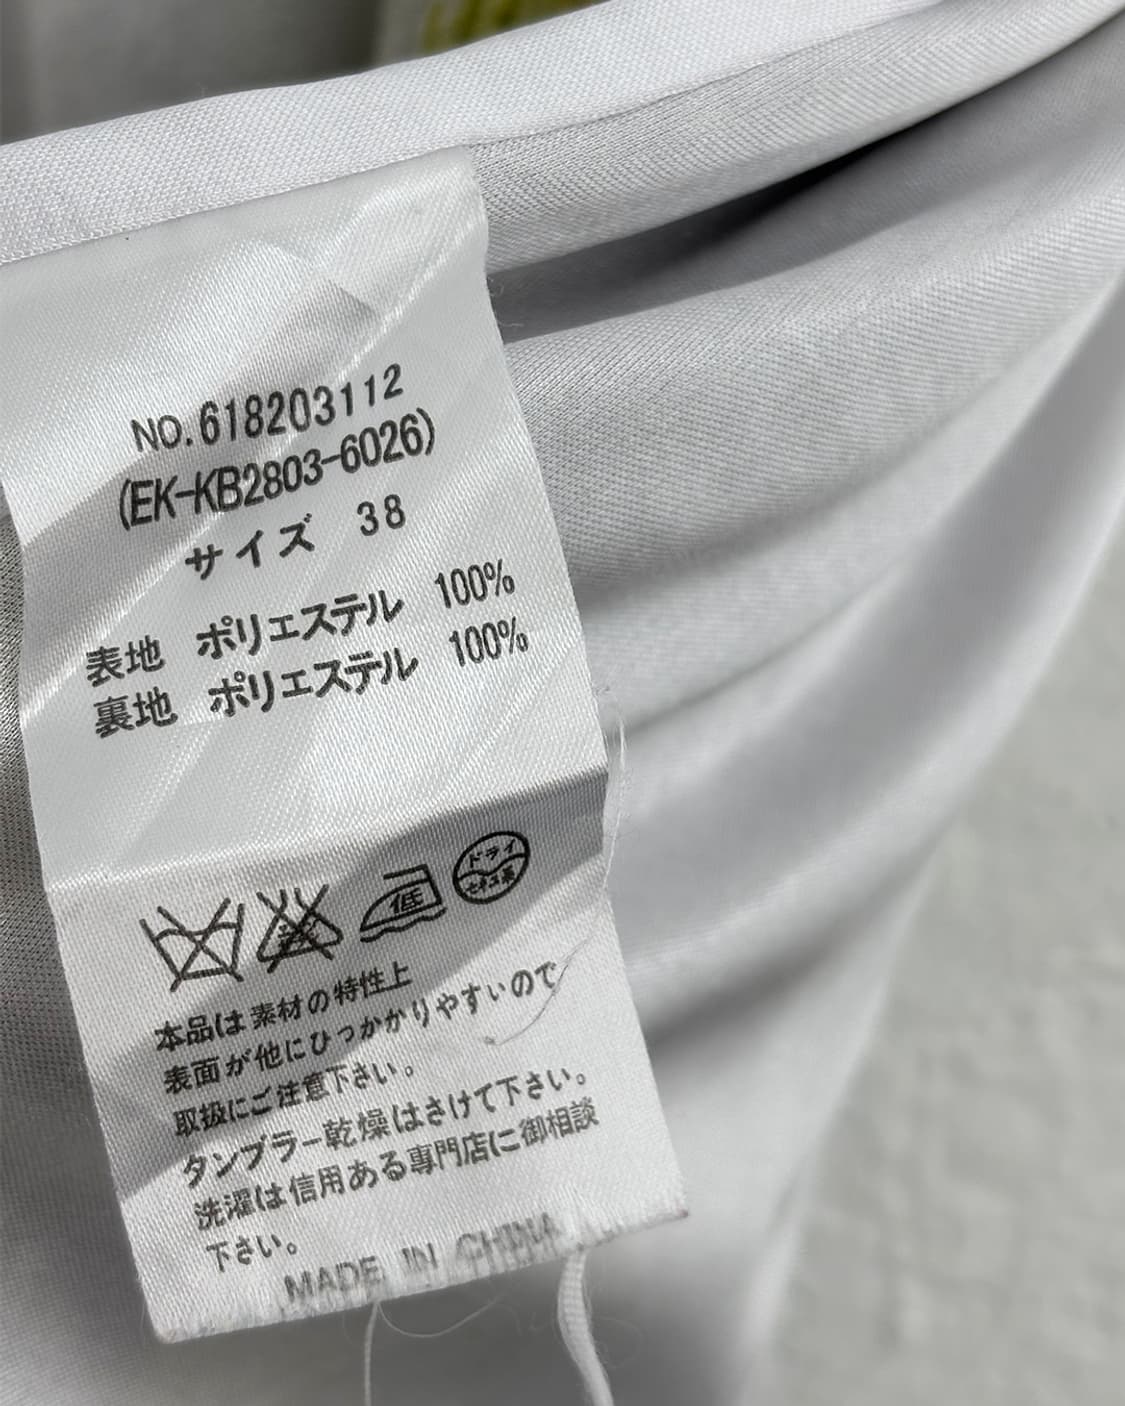 NO.618203112
(EK-KB2803-6026)
サイズ 38
表地 ポリエステル 100%
裏地 ポリエステル 100%
低
ドライ
セキユ系
本品は素材の特性上
表面が他にひっかかりやすいので
取扱にご注意下さい。
タンブラー乾燥はさけて下さい。
洗濯は信用ある専門店に御相談
下さい。
MADE IN CHINA